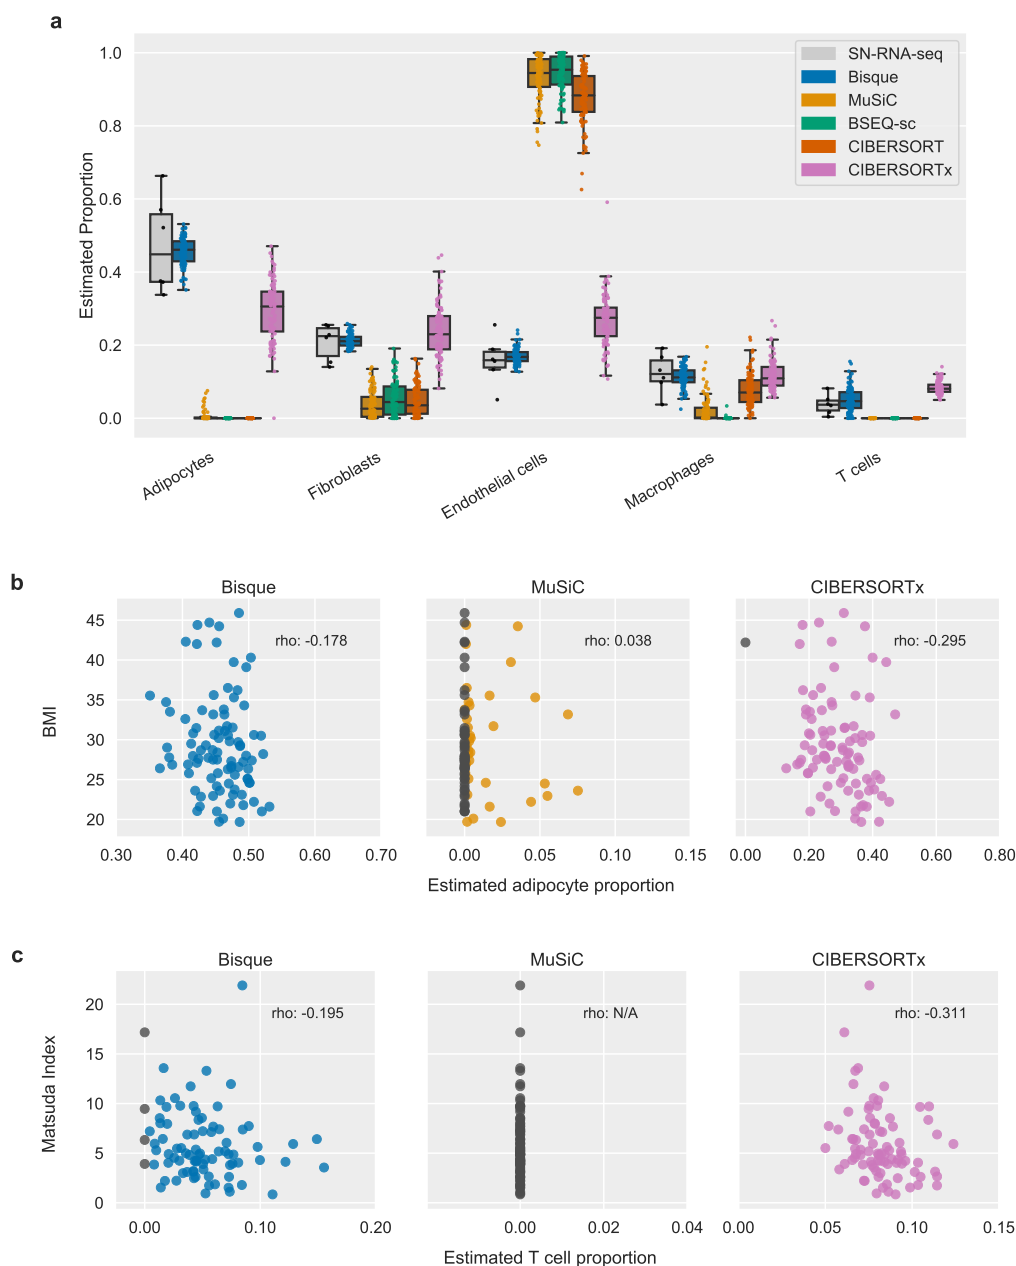 a
1.0
0.8
0.6
0.4
0.2
0.0
Estimated Proportion
SN-RNA-seq
Bisque
MuSiC
BSEQ-sc
CIBERSORT
CIBERSORTx
Adipocytes
Fibroblasts
Endothelial cells
Macrophages
T cells
b
Bisque
MuSiC
CIBERSORTx
rho: -0.178
rho: 0.038
rho: -0.295
45
40
35
30
25
20
BMI
0.30 0.40 0.50 0.60 0.70
0.00 0.05 0.10 0.15
0.00 0.20 0.40 0.60 0.80
Estimated adipocyte proportion
c
Bisque
MuSiC
CIBERSORTx
rho: -0.195
rho: N/A
rho: -0.311
20
15
10
5
0
Matsuda Index
0.00 0.10 0.20
0.00 0.02 0.04
0.00 0.05 0.10 0.15
Estimated T cell proportion